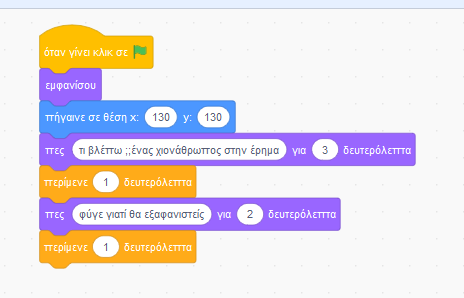 όταν γίνει κλικ σε
εμφανίσου
πήγαινε σε θέση x: 130 y: 130
πες τι βλέπω ;;ένας χιονάθρωπος στην έρημα για 3 δευτερόλεπτα
περίμενε 1 δευτερόλεπτα
πες φύγε γιατί θα εξαφανιστείς για 2 δευτερόλεπτα
περίμενε 1 δευτερόλεπτα